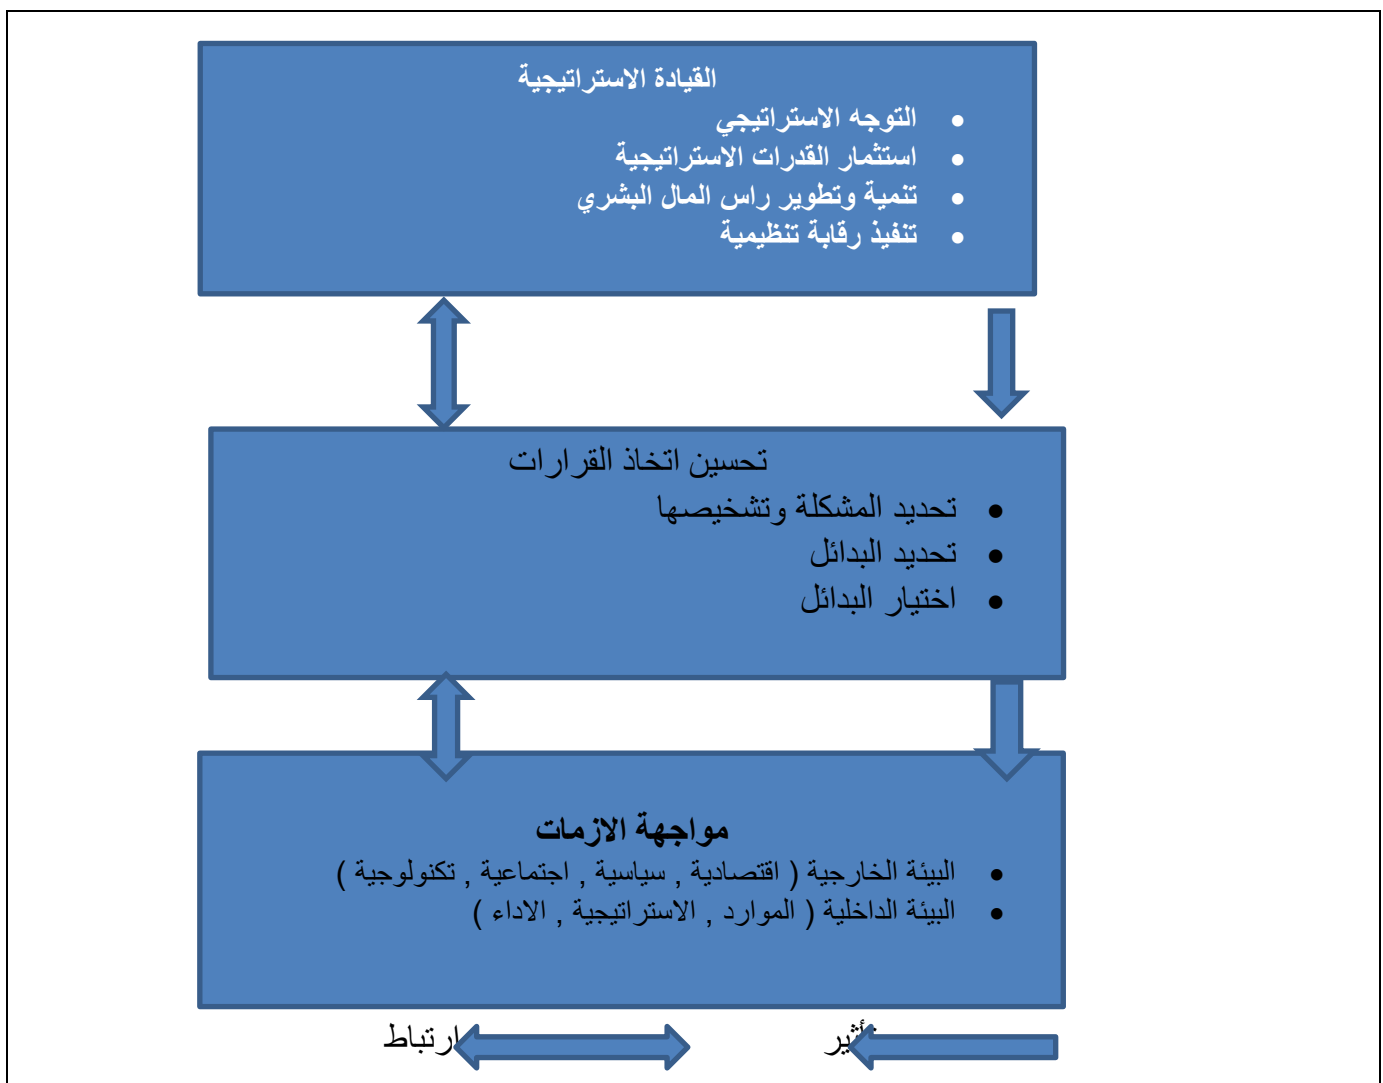 القيادة الاستراتيجية
• التوجه الاستراتيجي
• استثمار القدرات الاستراتيجية
• تنمية وتطوير راس المال البشري
• تنفيذ رقابة تنظيمية
تحسين اتخاذ القرارات
• تحديد المشكلة وتشخيصها
• تحديد البدائل
• اختيار البدائل
مواجهة الازمات
• البيئة الخارجية ( اقتصادية , سياسية , اجتماعية , تكنولوجية )
• البيئة الداخلية ( الموارد , الاستراتيجية , الاداء )
تأثير ارتباط